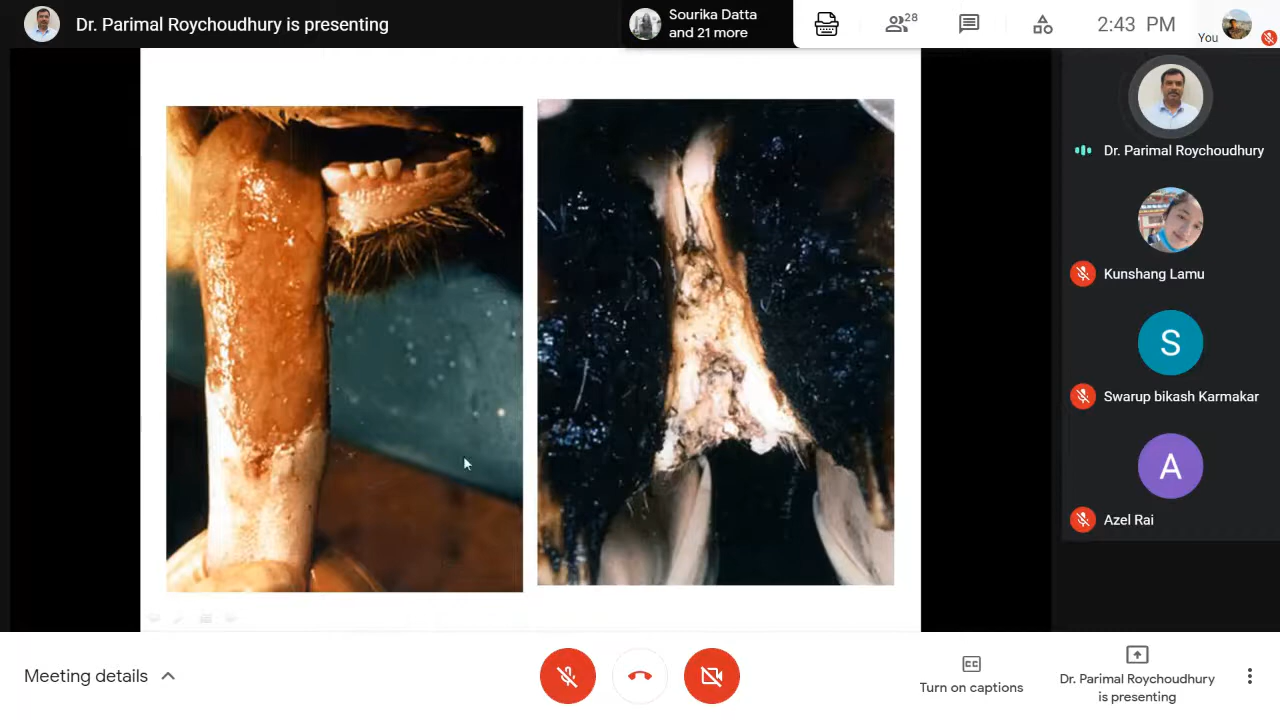 Dr. Parimal Roychoudhury is presenting
Sourika Datta
and 21 more
28
2:43 PM
You
Dr. Parimal Roychoudhury
Kunshang Lamu
S
Swarup bikash Karmakar
A
Azel Rai
Meeting details
CC
Turn on captions
Dr. Parimal Roychoudhury
is presenting